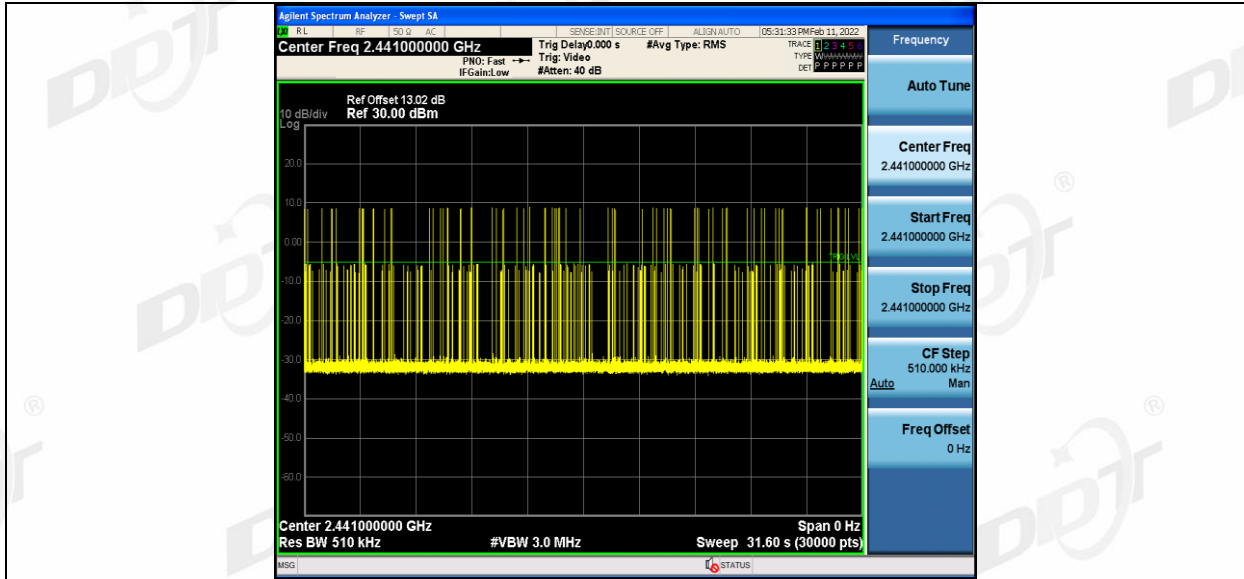 Agilent Spectrum Analyzer - Swept SA
RL RF 50 Ω AC SENSE:INT SOURCE OFF ALIGN AUTO 05:31:33 PM Feb 11, 2022
Center Freq 2.441000000 GHz
PNO: Fast
IFGain:Low
Trig Delay0.000 s
Trig: Video
#Atten: 40 dB
#Avg Type: RMS
TRACE 1 2 3 4 5 6
TYPE W
DET P P P P P P
Ref Offset 13.02 dB
10 dB/div Ref 30.00 dBm
Log
20.0
10.0
0.00
TRIG LVL
-10.0
-20.0
-30.0
-40.0
-50.0
-60.0
Center 2.441000000 GHz Span 0 Hz
Res BW 510 kHz #VBW 3.0 MHz Sweep 31.60 s (30000 pts)
MSG STATUS
Frequency
Auto Tune
Center Freq
2.441000000 GHz
Start Freq
2.441000000 GHz
Stop Freq
2.441000000 GHz
CF Step
510.000 kHz
Auto Man
Freq Offset
0 Hz
DDT
®